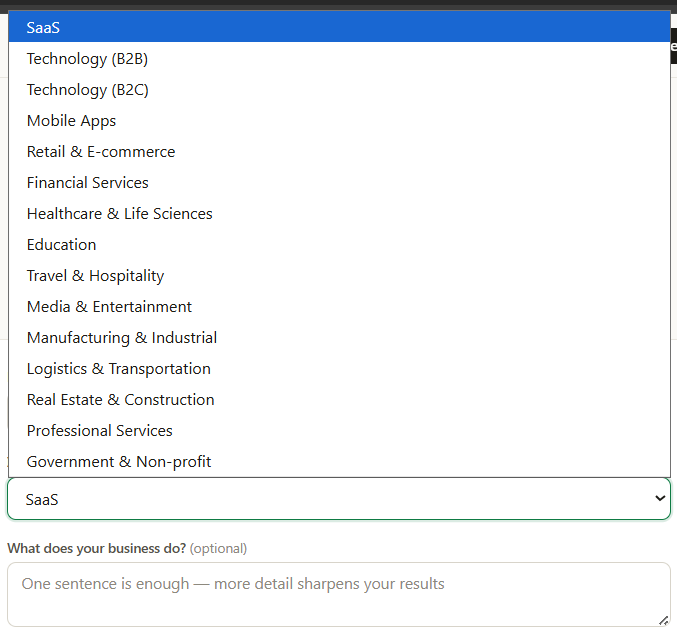 SaaS
Technology (B2B)
Technology (B2C)
Mobile Apps
Retail & E-commerce
Financial Services
Healthcare & Life Sciences
Education
Travel & Hospitality
Media & Entertainment
Manufacturing & Industrial
Logistics & Transportation
Real Estate & Construction
Professional Services
Government & Non-profit
SaaS
What does your business do? (optional)
One sentence is enough — more detail sharpens your results